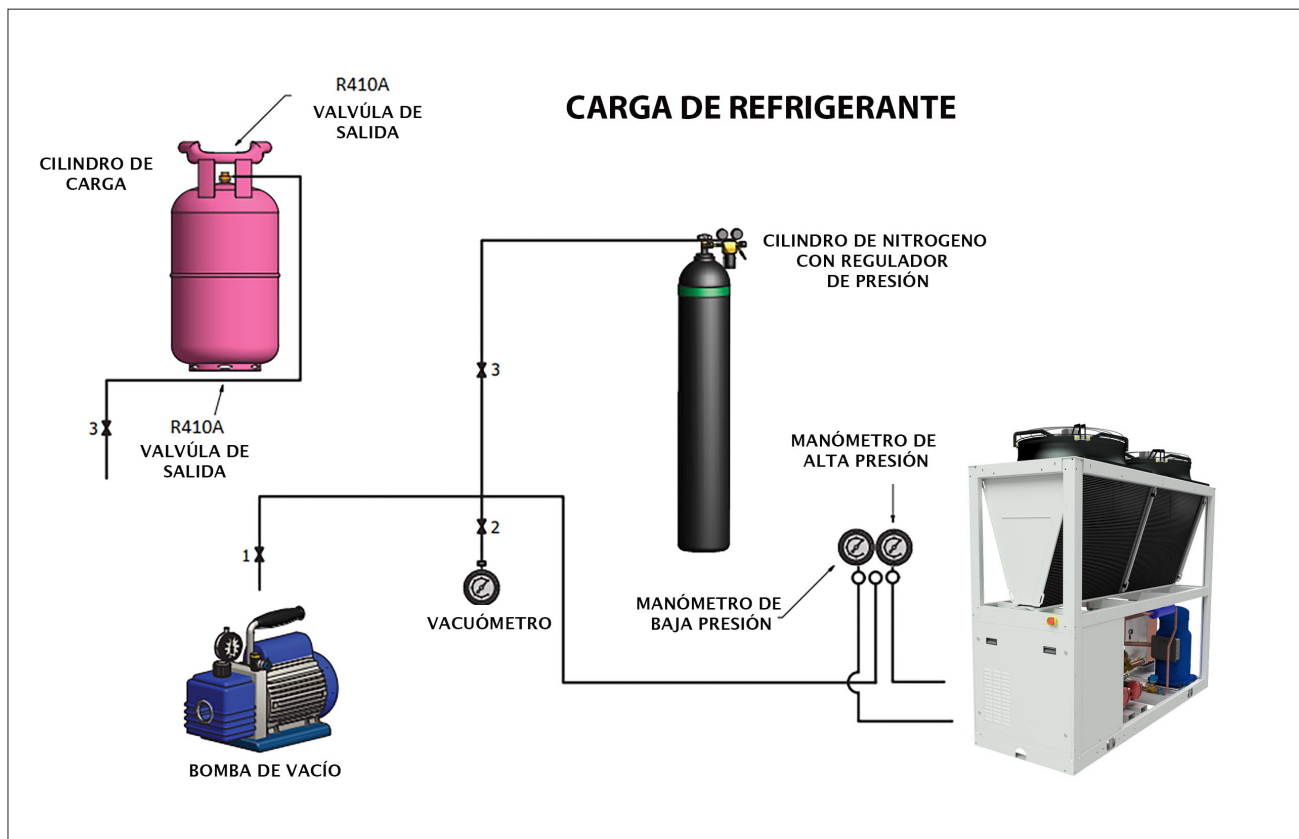 R410A
VALVÚLA DE
SALIDA
CARGA DE REFRIGERANTE
CILINDRO DE
CARGA
CILINDRO DE NITROGENO
CON REGULADOR
DE PRESIÓN
3
3
R410A
VALVÚLA DE
SALIDA
MANÓMETRO DE
ALTA PRESIÓN
2
1
MANÓMETRO DE
BAJA PRESIÓN
VACUÓMETRO
BOMBA DE VACÍO